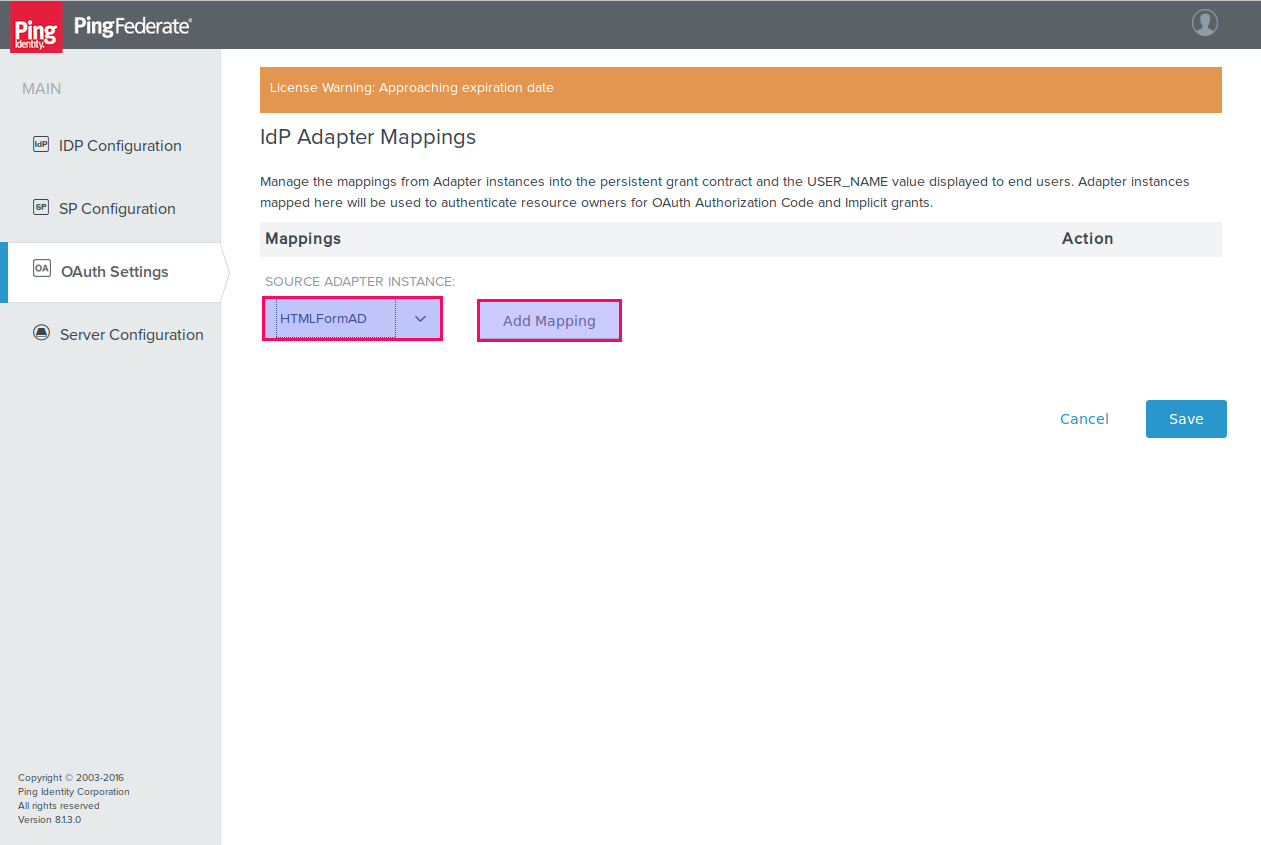 Ping
Identity.
PingFederate®
MAIN
IdP IDP Configuration
SP SP Configuration
OA OAuth Settings
Server Configuration
License Warning: Approaching expiration date
IdP Adapter Mappings
Manage the mappings from Adapter instances into the persistent grant contract and the USER_NAME value displayed to end users. Adapter instances
mapped here will be used to authenticate resource owners for OAuth Authorization Code and Implicit grants.
Mappings Action
SOURCE ADAPTER INSTANCE:
HTMLFormAD Add Mapping
Cancel Save
Copyright © 2003-2016
Ping Identity Corporation
All rights reserved
Version 8.1.3.0